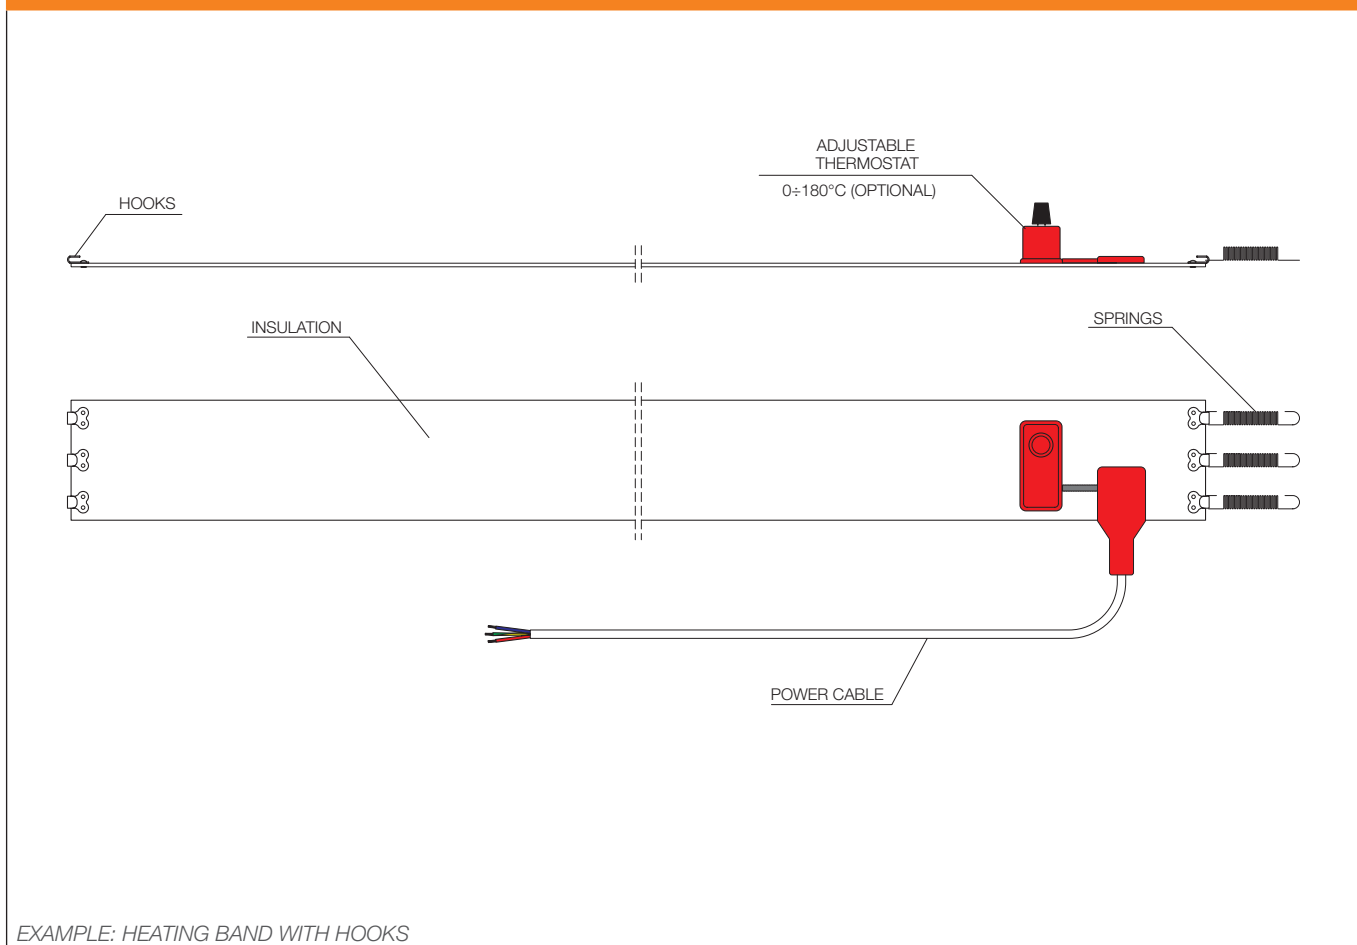 ADJUSTABLE
THERMOSTAT
0÷180°C (OPTIONAL)
HOOKS
SPRINGS
INSULATION
POWER CABLE
EXAMPLE: HEATING BAND WITH HOOKS